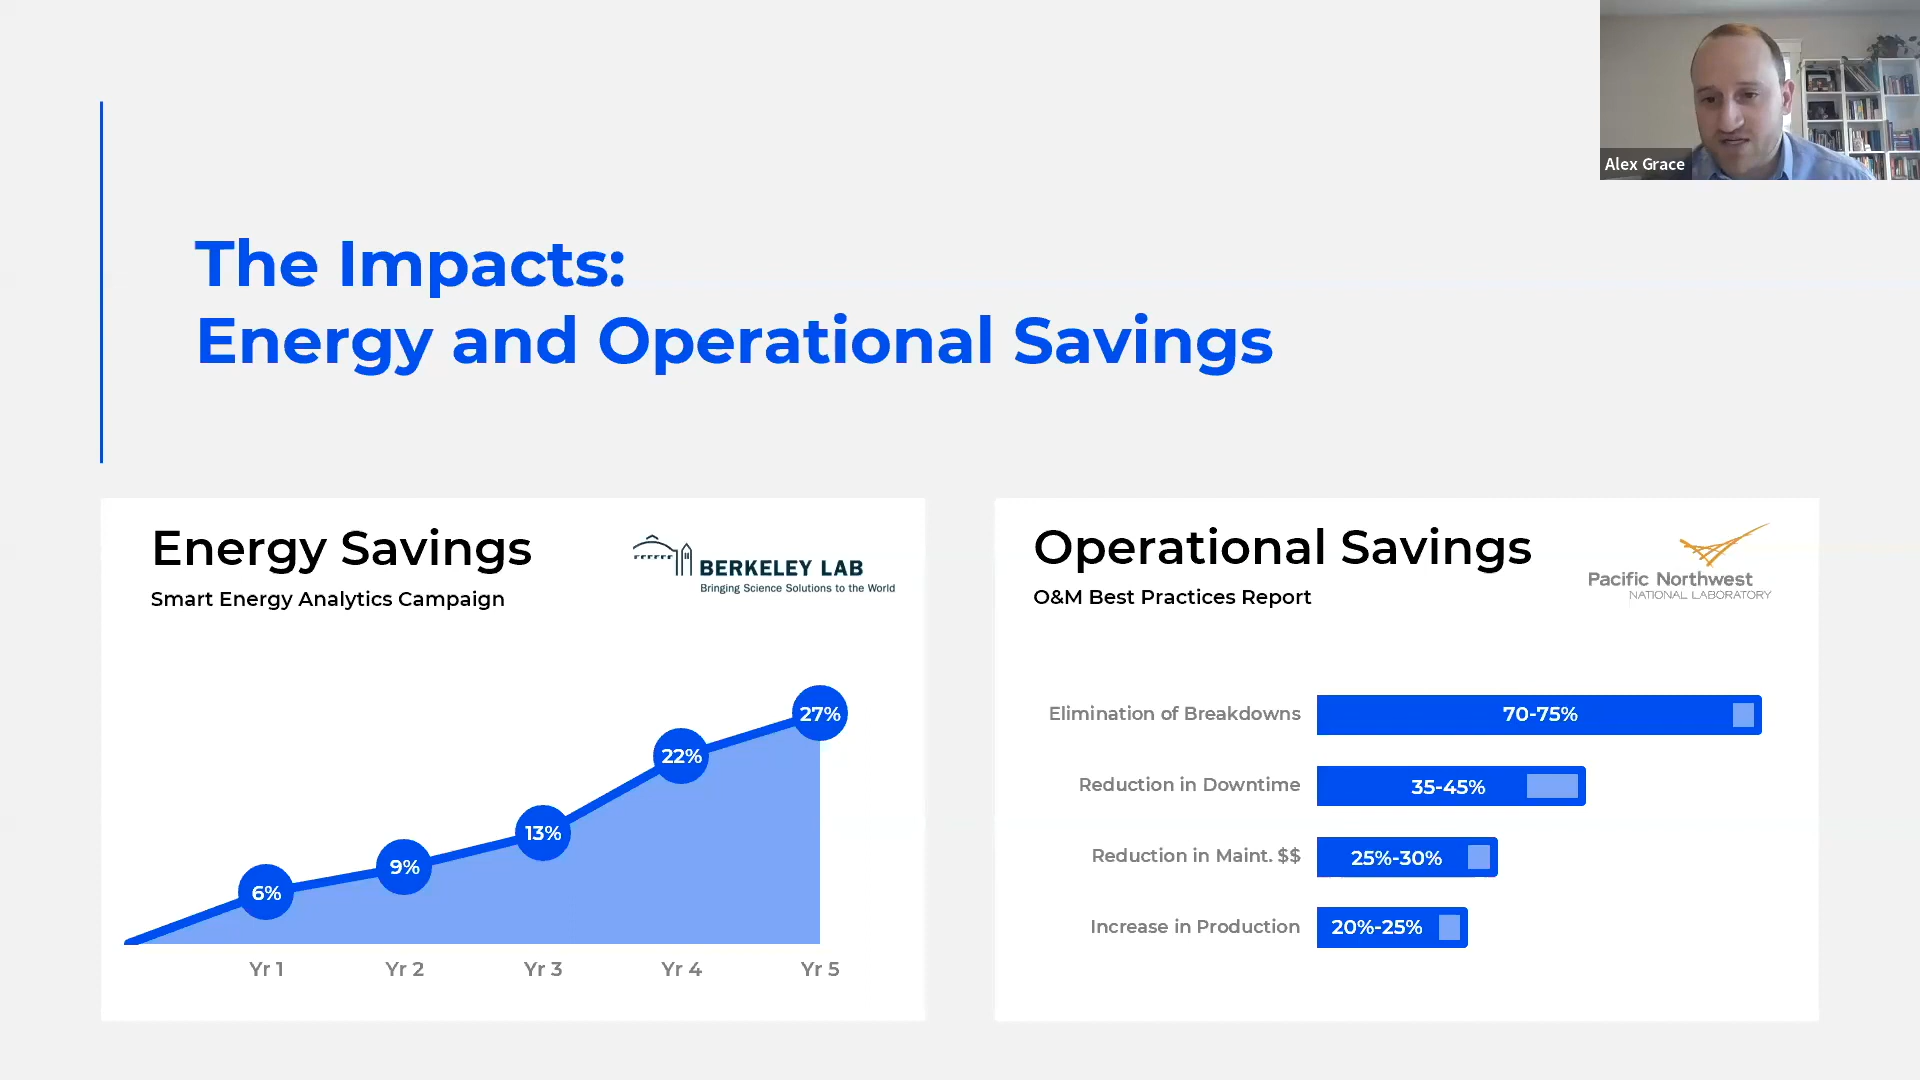 Alex Grace
The Impacts:
Energy and Operational Savings
Energy Savings
Smart Energy Analytics Campaign
BERKELEY LAB
Bringing Science Solutions to the World
6%
9%
13%
22%
27%
Yr 1
Yr 2
Yr 3
Yr 4
Yr 5
Operational Savings
O&M Best Practices Report
Pacific Northwest
NATIONAL LABORATORY
Elimination of Breakdowns
70-75%
Reduction in Downtime
35-45%
Reduction in Maint. $$
25%-30%
Increase in Production
20%-25%